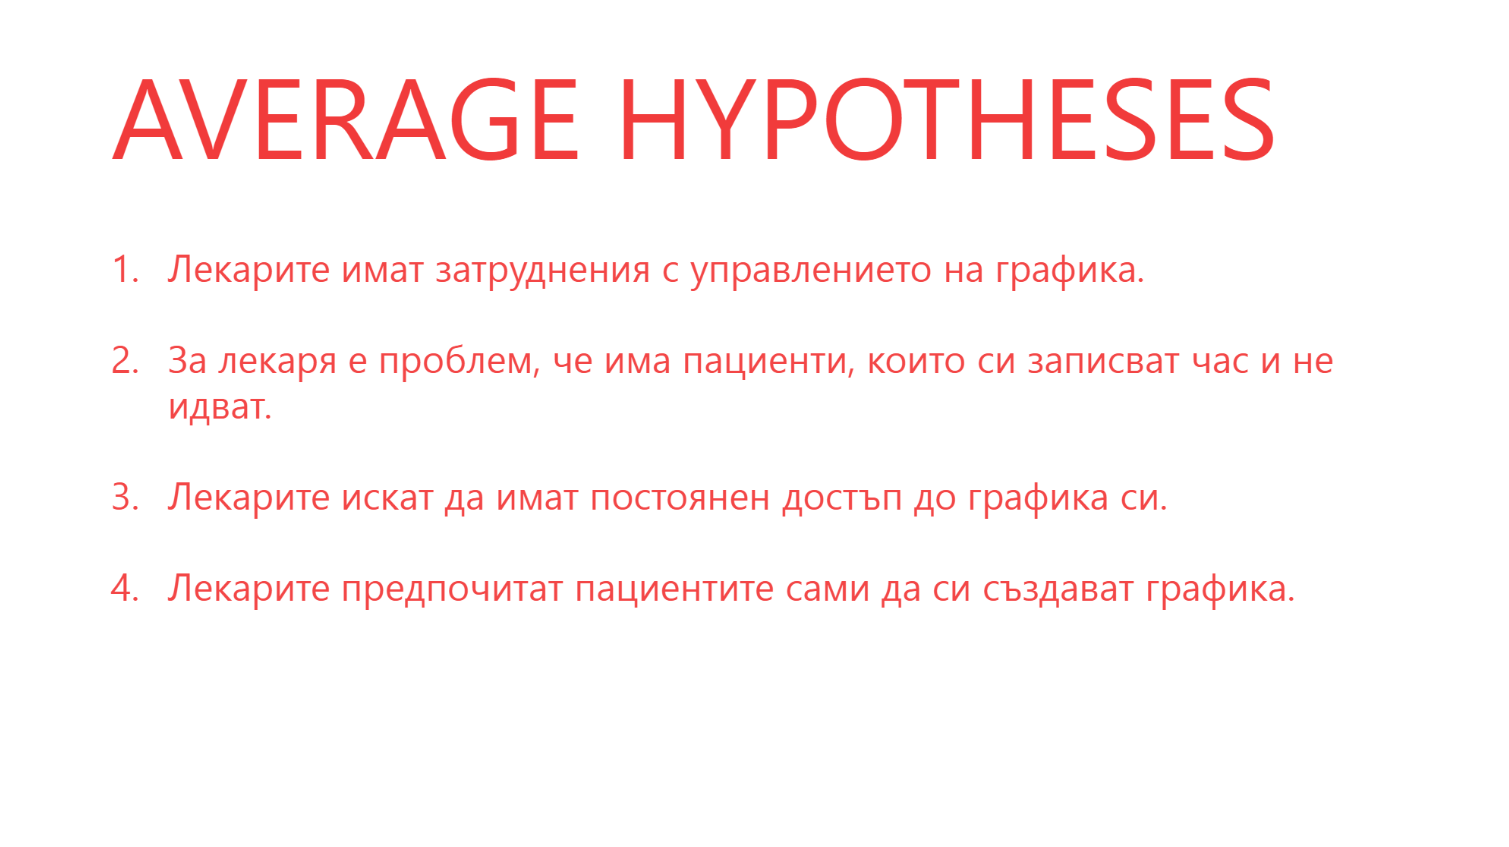 AVERAGE HYPOTHESES
1. Лекарите имат затруднения с управлението на графика.
2. За лекаря е проблем, че има пациенти, които си записват час и не
идват.
3. Лекарите искат да имат постоянен достъп до графика си.
4. Лекарите предпочитат пациентите сами да си създават графика.